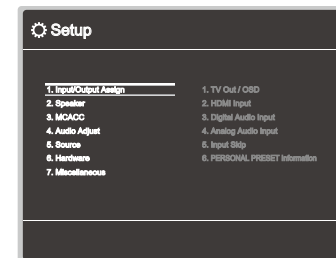 Setup
1. Input/Output Assign
2. Speaker
3. MCACC
4. Audio Adjust
5. Source
6. Hardware
7. Miscellaneous
1. TV Out / OSD
2. HDMI Input
3. Digital Audio Input
4. Analog Audio Input
5. Input Skip
6. PERSONAL PRESET Information